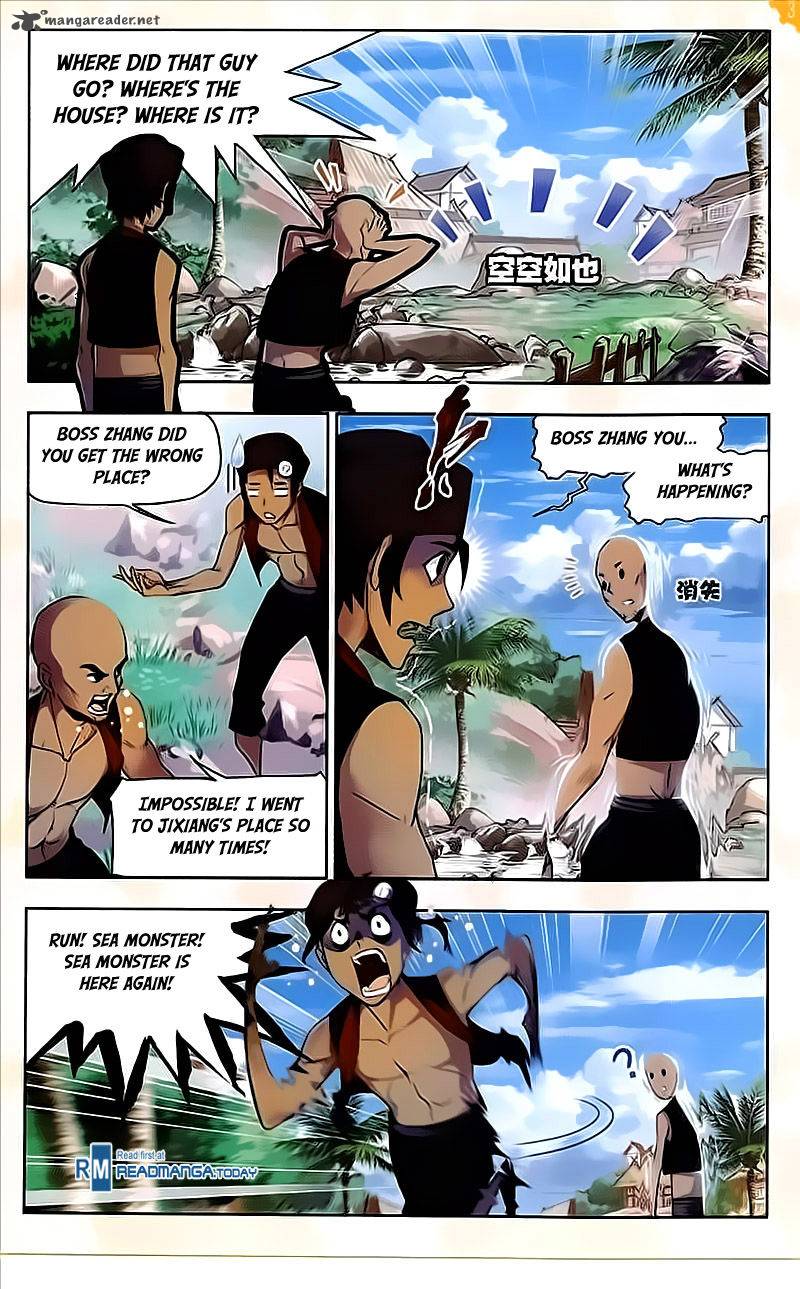 mangareader.net
3
WHERE DID THAT GUY
GO? WHERE'S THE
HOUSE? WHERE IS IT?
空空如也
BOSS ZHANG DID
YOU GET THE WRONG
PLACE?
IMPOSSIBLE! I WENT
TO JIXIANG'S PLACE SO
MANY TIMES!
BOSS ZHANG YOU...
WHAT'S
HAPPENING?
消失
RUN! SEA MONSTER!
SEA MONSTER IS
HERE AGAIN!
?
RM
Read first at
READMANGA.TODAY